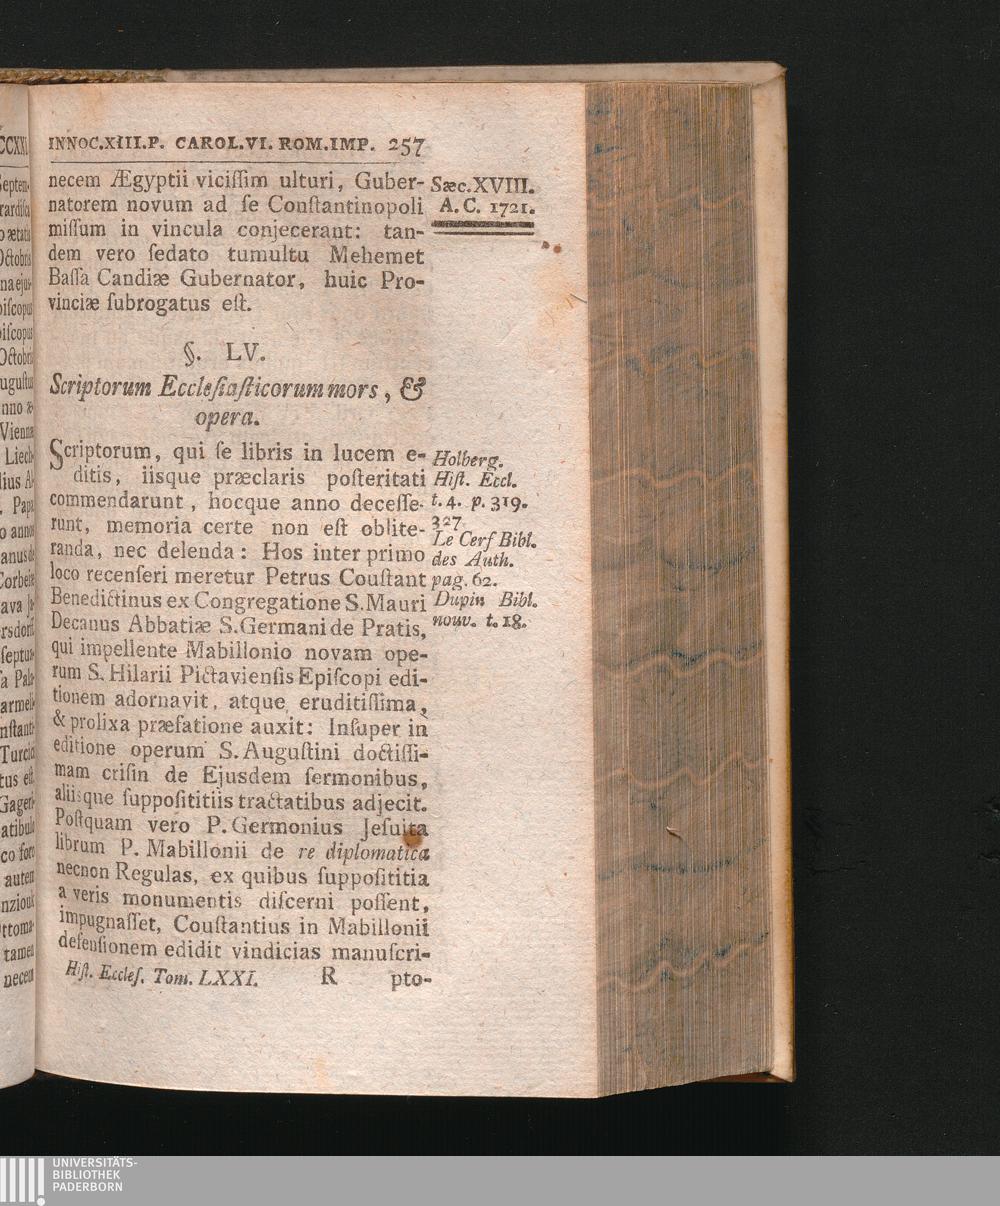 INNOC.XIII.P. CAROL.VI. ROM.IMP. 257
necem Ægyptii viciſſim ulturi, Guber-
natorem novum ad ſe Conſtantinopoli
miſſum in vincula conjecerant: tan-
dem vero ſedato tumultu Mehemet
Baſſa Candiæ Gubernator, huic Pro-
vinciæ ſubrogatus eſt.
Sæc.XVIII.
A.C. 1721.
§. LV.
Scriptorum Eccleſiaſticorum mors, &
opera.
Scriptorum, qui ſe libris in lucem e-
ditis, iisque præclaris poſteritati
commendarunt, hocque anno deceſſe-
runt, memoria certe non eſt oblite-
randa, nec delenda: Hos inter primo
loco recenſeri meretur Petrus Couſtant
Benedictinus ex Congregatione S.Mauri
Decanus Abbatiæ S.Germani de Pratis,
qui impellente Mabillonio novam ope-
rum S. Hilarii Pictavienſis Epiſcopi edi-
tionem adornavit, atque eruditiſſima,
& prolixa præfatione auxit: Inſuper in
editione operum S. Auguſtini doctiſſi-
mam criſin de Ejusdem ſermonibus,
aliisque ſuppoſititiis tractatibus adjecit.
Poſtquam vero P. Germonius Jeſuita
librum P. Mabillonii de re diplomatica
necnon Regulas, ex quibus ſuppoſititia
a veris monumentis diſcerni poſſent,
impugnaſſet, Couſtantius in Mabillonii
defenſionem edidit vindicias manuſcri-
Holberg.
Hiſt. Eccl.
t.4. p. 319.
327.
Le Cerf Bibl.
des Auth.
pag. 62.
Dupin Bibl.
nouv. t. 18.
Hiſt. Eccleſ. Tom. LXXI. R pto-
UNIVERSITÄTS-
BIBLIOTHEK
PADERBORN